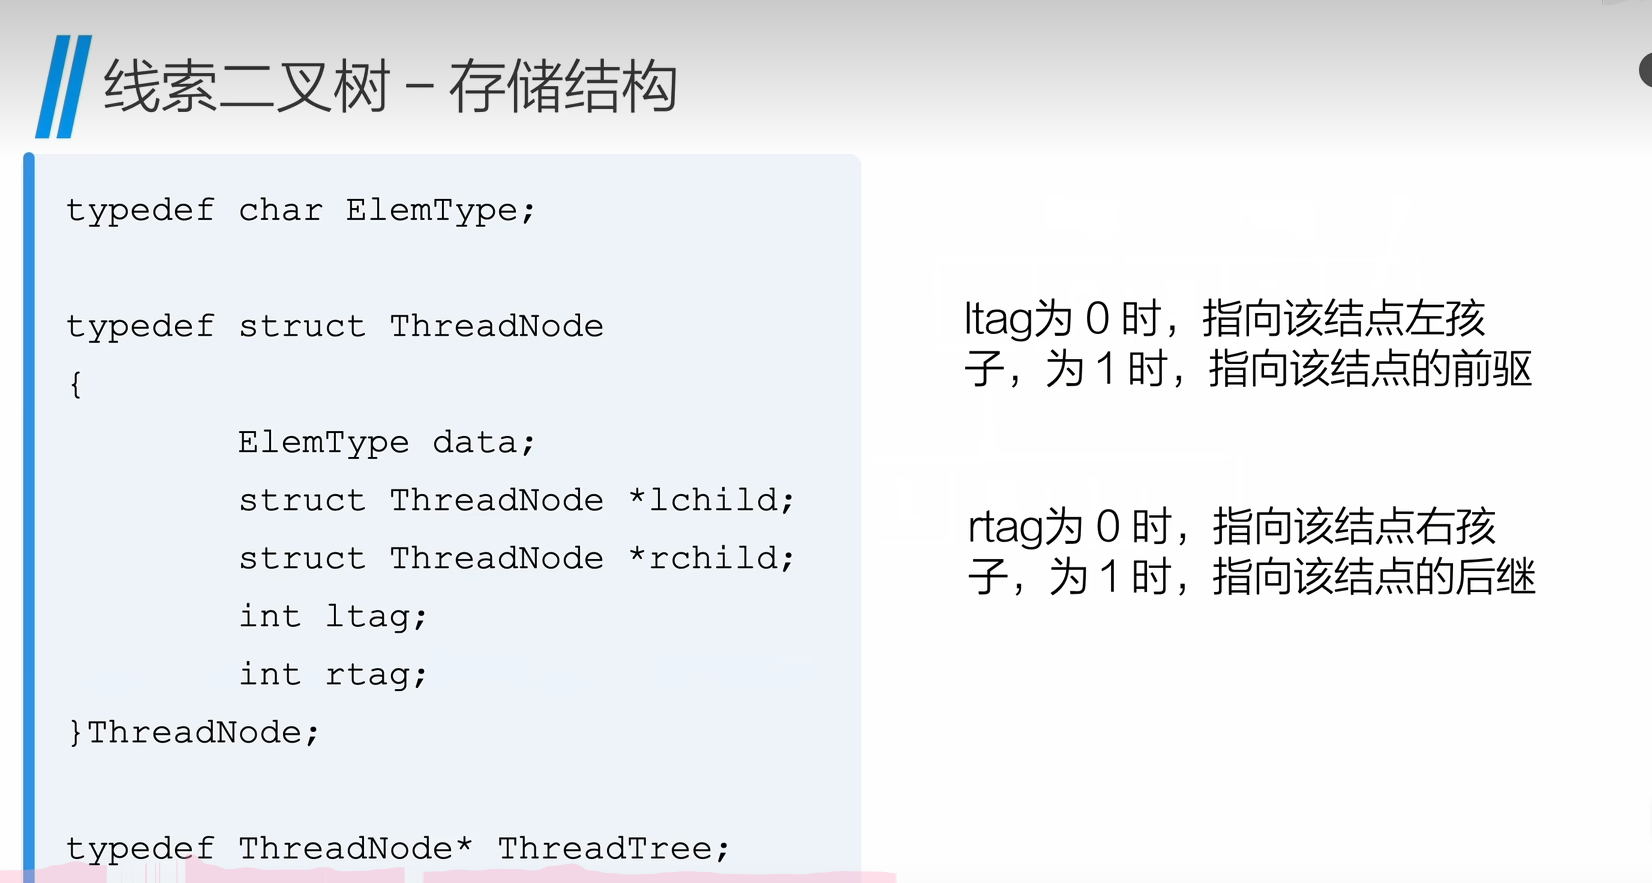 线索二叉树 – 存储结构
typedef char ElemType;
typedef struct ThreadNode
{
ElemType data;
struct ThreadNode *lchild;
struct ThreadNode *rchild;
int ltag;
int rtag;
}ThreadNode;
typedef ThreadNode* ThreadTree;
ltag为 0 时，指向该结点左孩
子，为 1 时，指向该结点的前驱
rtag为 0 时，指向该结点右孩
子，为 1 时，指向该结点的后继